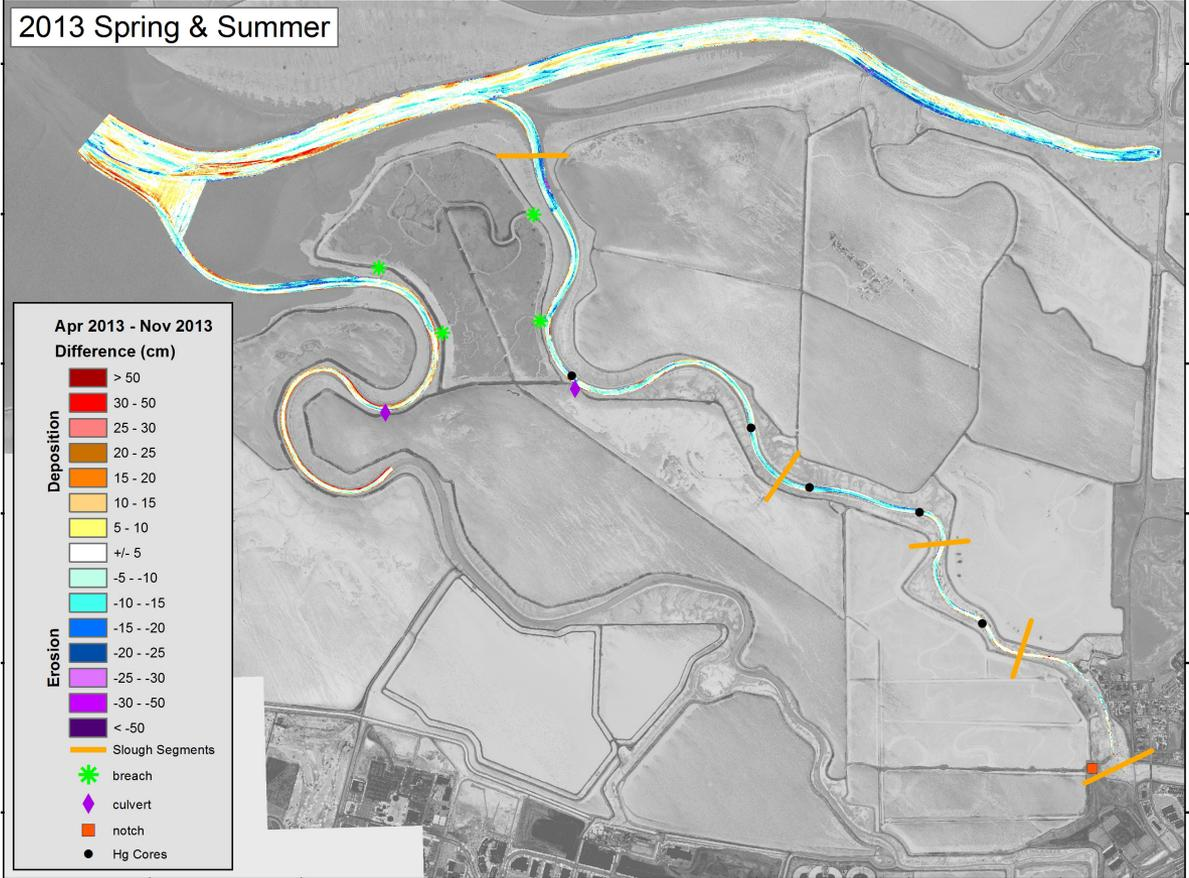 2013 Spring & Summer
Apr 2013 - Nov 2013
Difference (cm)
Deposition
> 50
30 - 50
25 - 30
20 - 25
15 - 20
10 - 15
5 - 10
+/- 5
Erosion
-5 - -10
-10 - -15
-15 - -20
-20 - -25
-25 - -30
-30 - -50
< -50
Slough Segments
breach
culvert
notch
Hg Cores